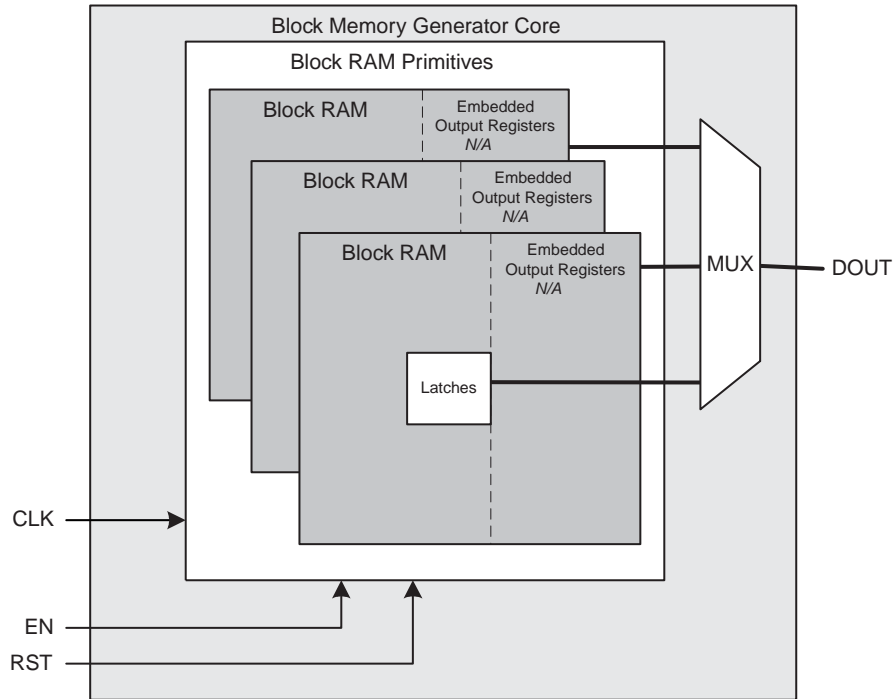 Block Memory Generator Core
Block RAM Primitives
Block RAM
Embedded
Output Registers
N/A
Block RAM
Embedded
Output Registers
N/A
Block RAM
Embedded
Output Registers
N/A
MUX
DOUT
Latches
CLK
EN
RST